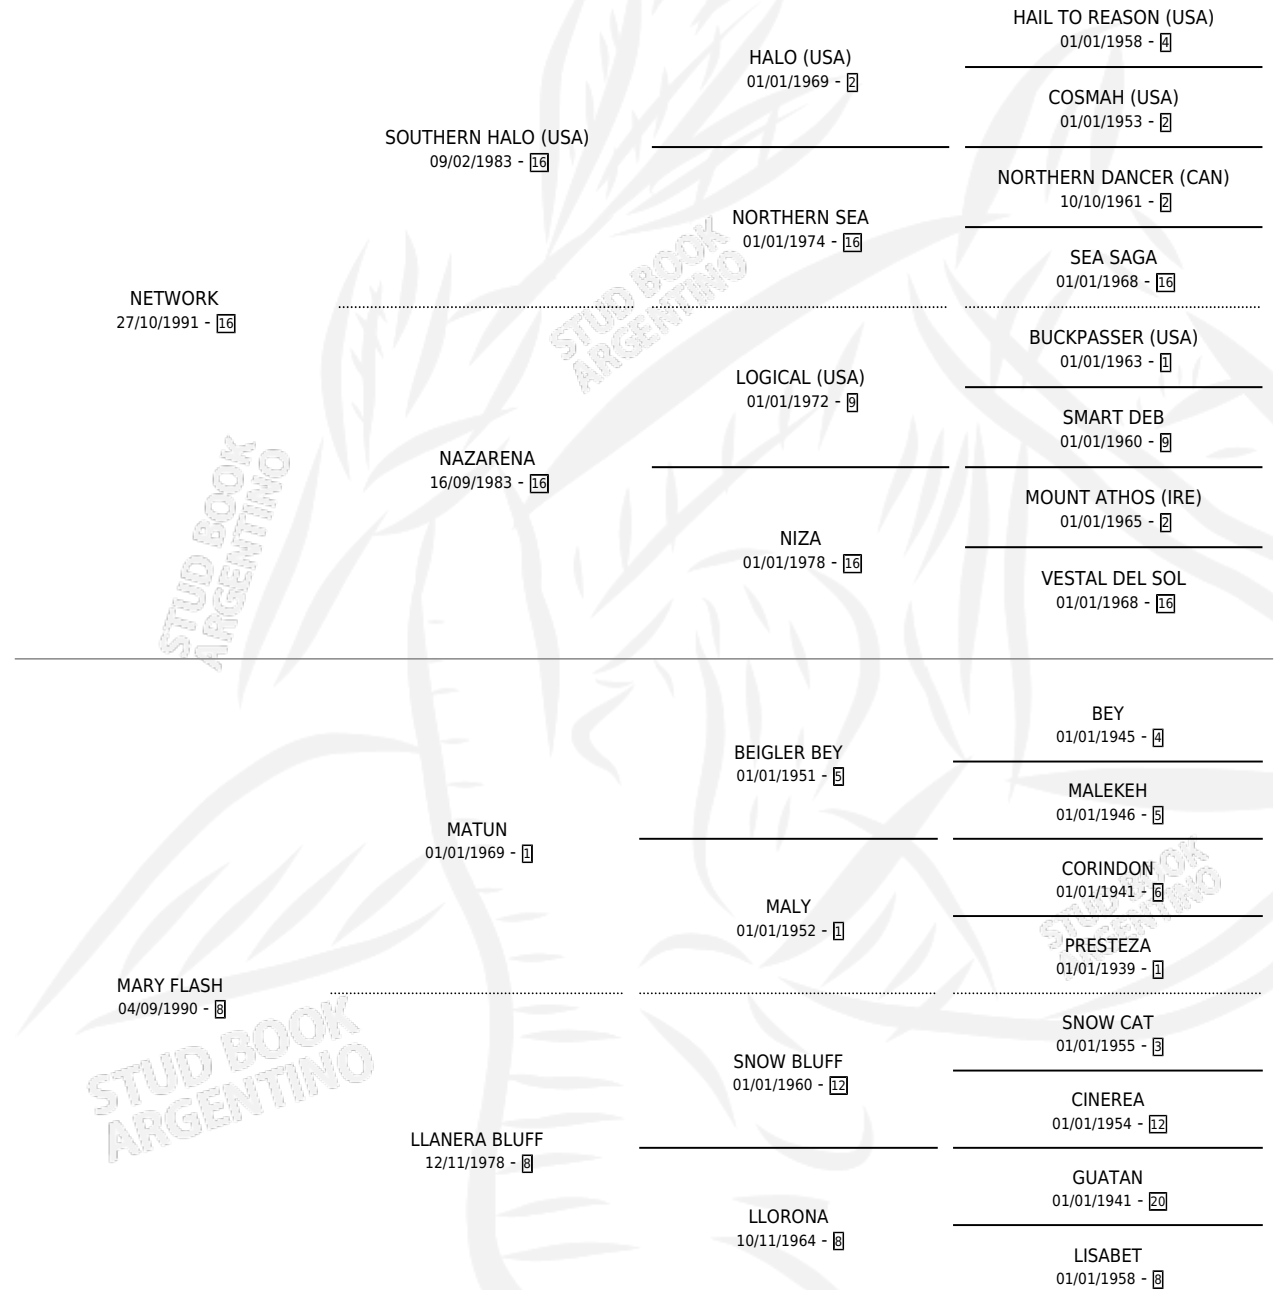 HAIL TO REASON (USA)
01/01/1958 - 4
HALO (USA)
01/01/1969 - 2
COSMAH (USA)
01/01/1953 - 2
SOUTHERN HALO (USA)
09/02/1983 - 16
NORTHERN DANCER (CAN)
10/10/1961 - 2
NORTHERN SEA
01/01/1974 - 16
SEA SAGA
01/01/1968 - 16
NETWORK
27/10/1991 - 16
BUCKPASSER (USA)
01/01/1963 - 1
LOGICAL (USA)
01/01/1972 - 9
SMART DEB
01/01/1960 - 9
NAZARENA
16/09/1983 - 16
MOUNT ATHOS (IRE)
01/01/1965 - 2
NIZA
01/01/1978 - 16
VESTAL DEL SOL
01/01/1968 - 16
BEY
01/01/1945 - 4
BEIGLER BEY
01/01/1951 - 5
MALEKEH
01/01/1946 - 5
MATUN
01/01/1969 - 1
CORINDON
01/01/1941 - 6
MALY
01/01/1952 - 1
PRESTEZA
01/01/1939 - 1
MARY FLASH
04/09/1990 - 8
SNOW CAT
01/01/1955 - 3
SNOW BLUFF
01/01/1960 - 12
CINEREA
01/01/1954 - 12
LLANERA BLUFF
12/11/1978 - 8
GUATAN
01/01/1941 - 20
LLORONA
10/11/1964 - 8
LISABET
01/01/1958 - 8
STUD BOOK
ARGENTINO
STUD BOOK
ARGENTINO
STUD BOOK
ARGENTINO
STUD BOOK
ARGENTINO